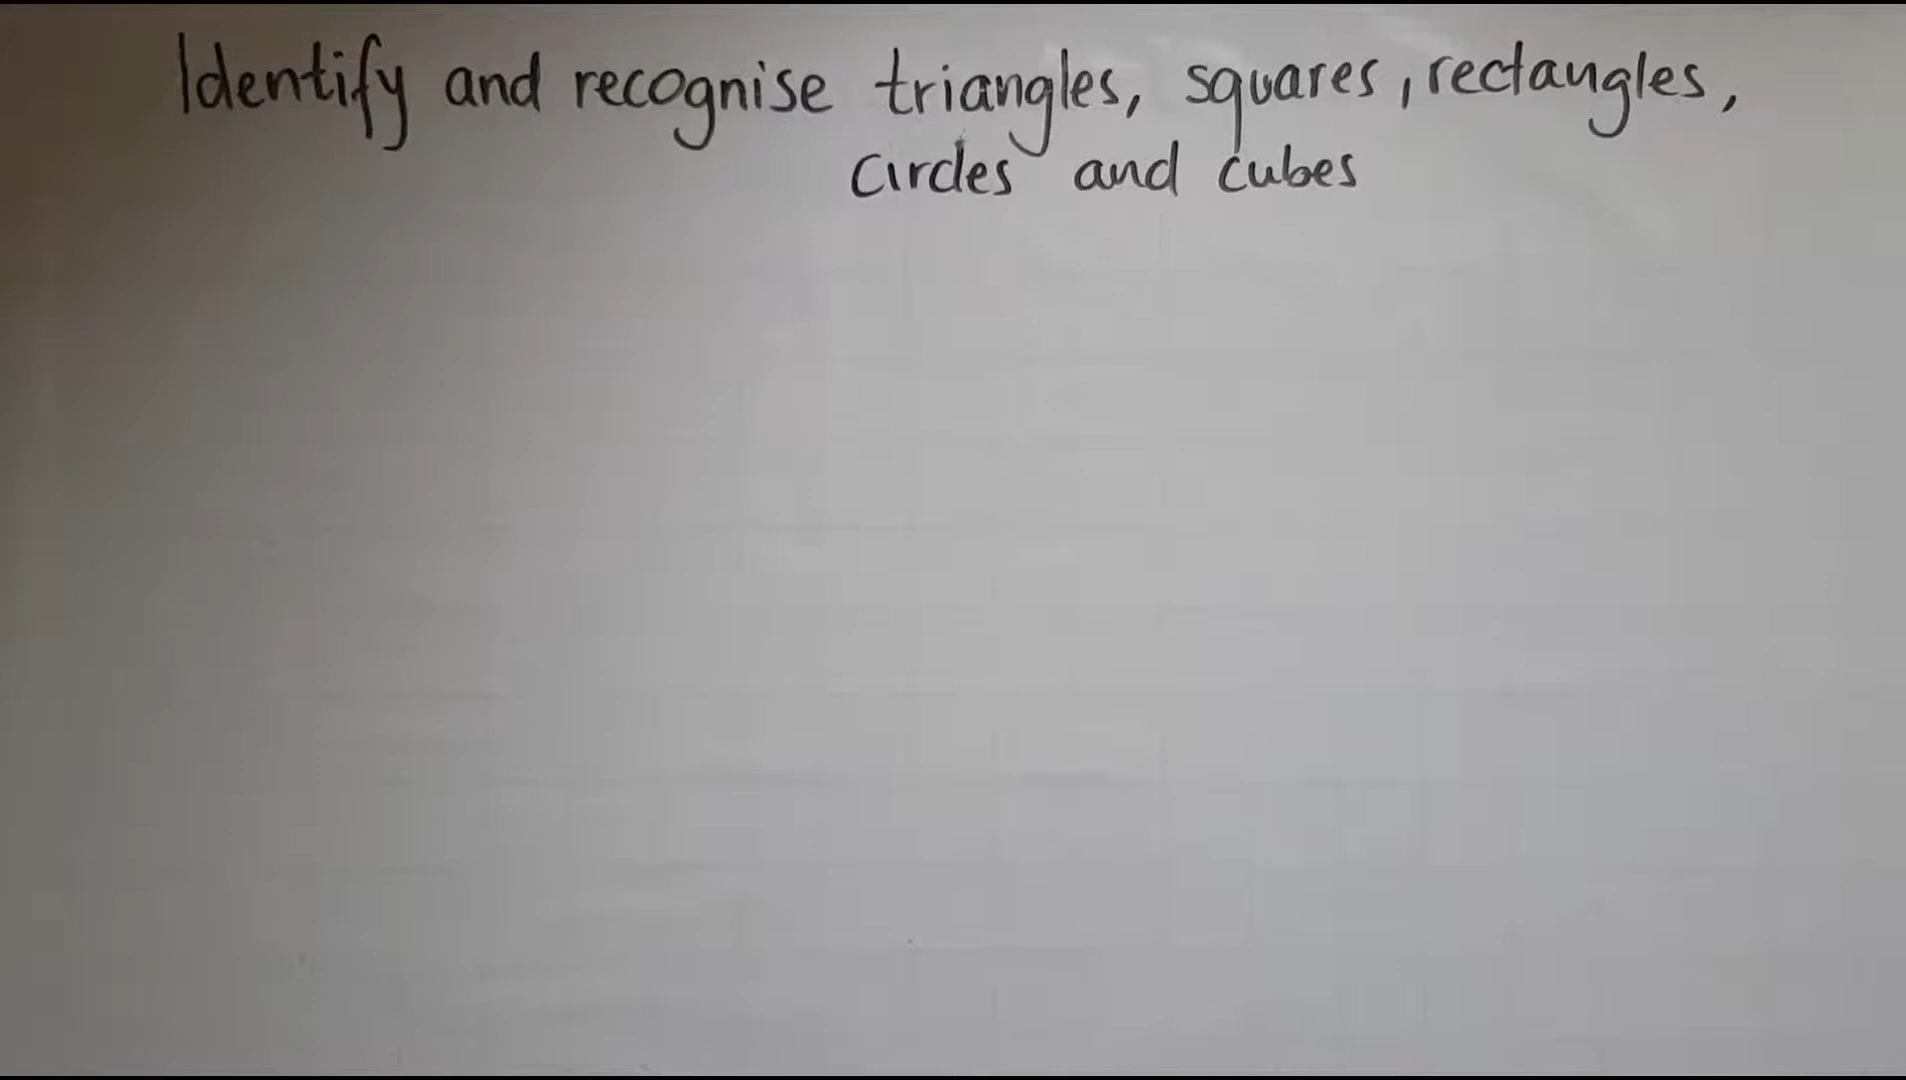 Identify and recognise triangles, squares, rectangles,
circles and cubes